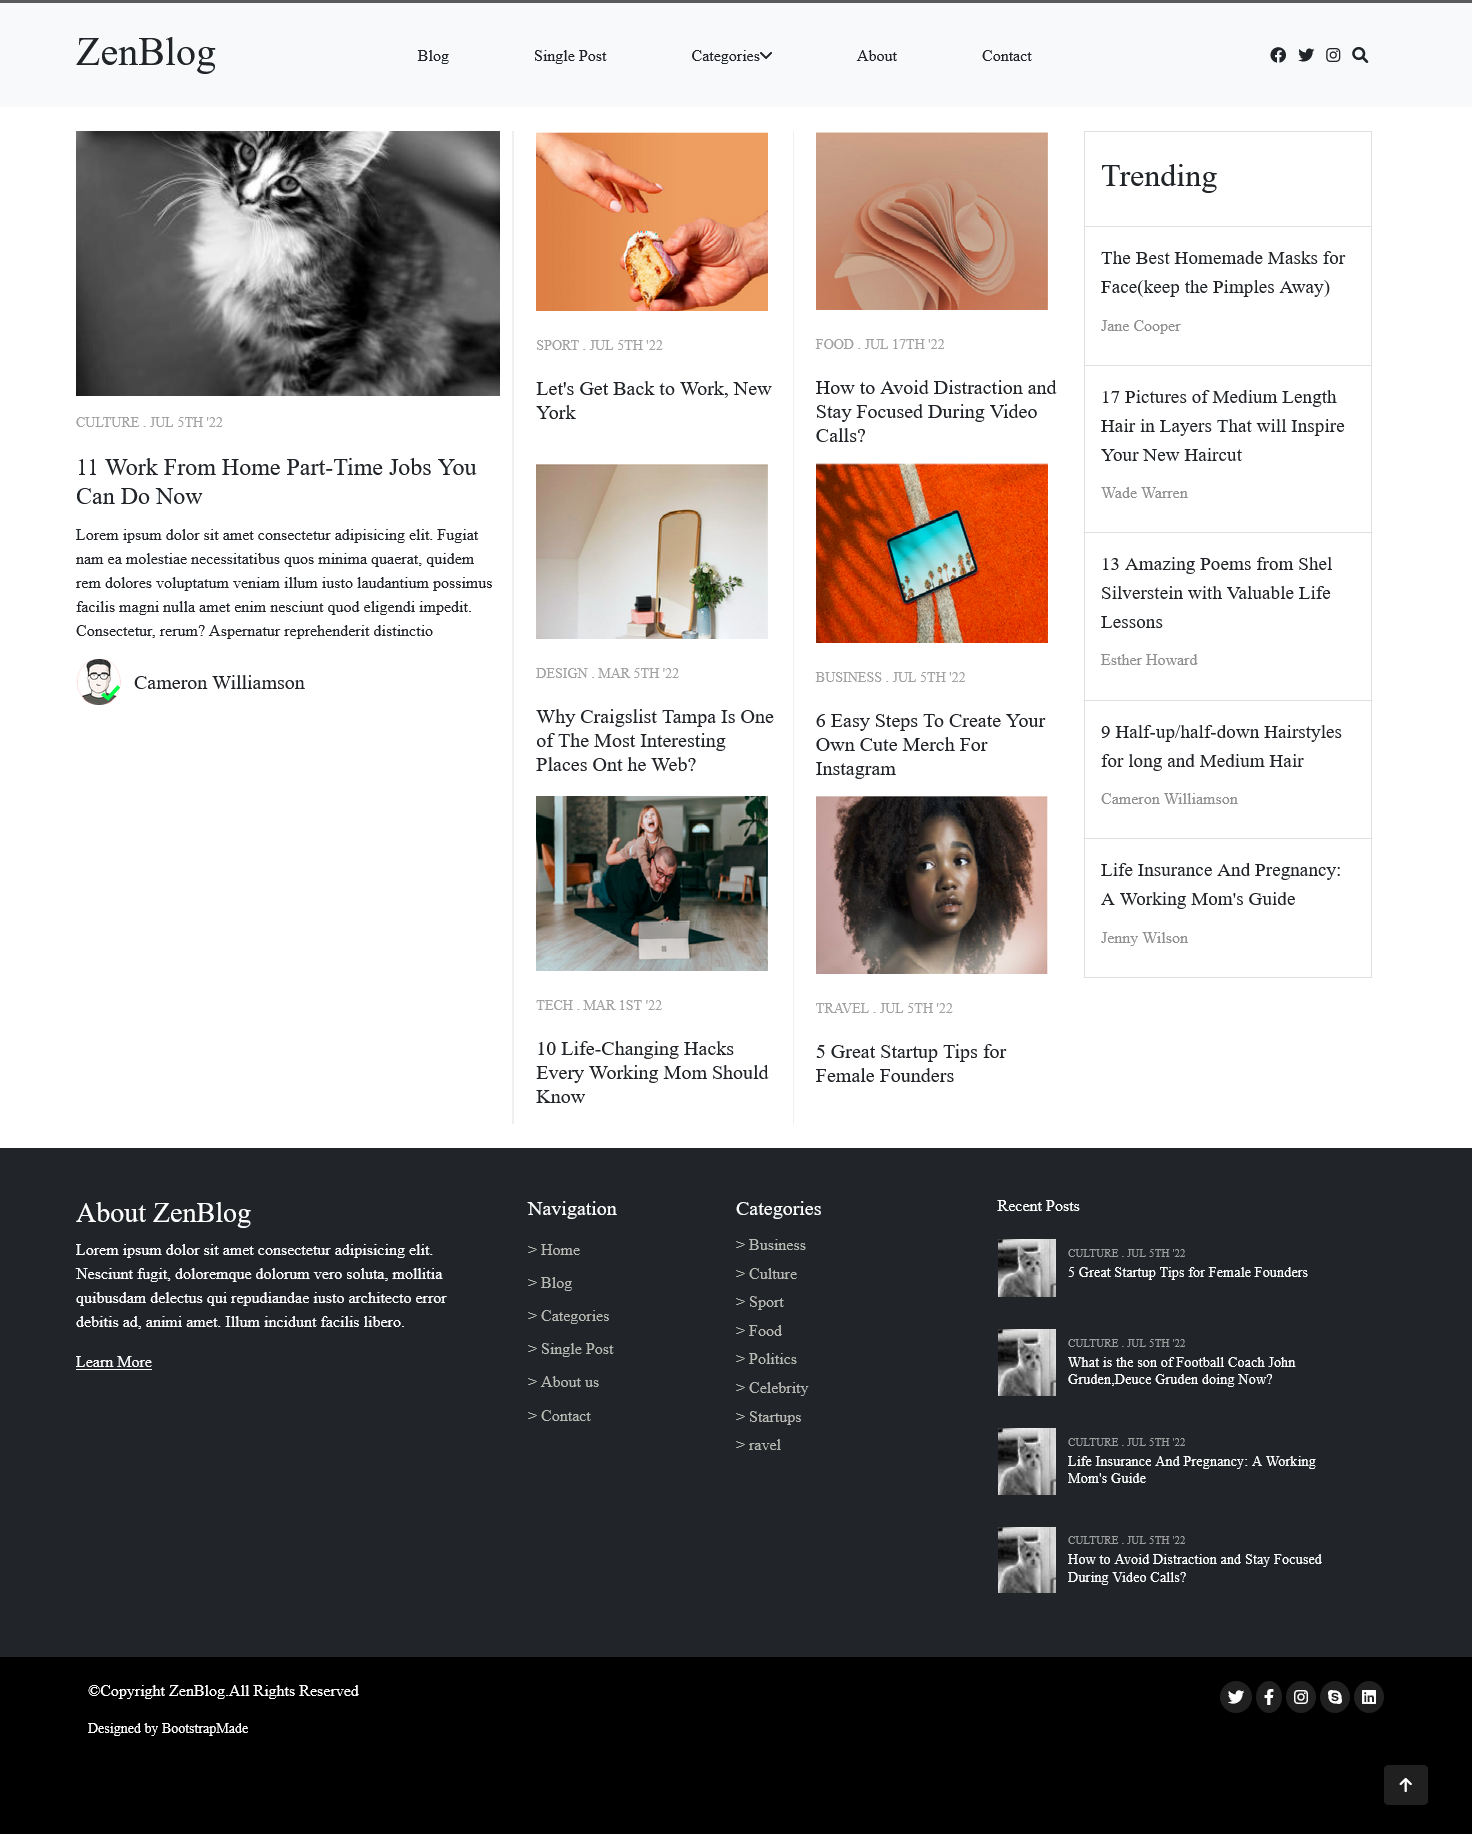 ZenBlog
Blog
Single Post
Categories
About
Contact
CULTURE . JUL 5TH '22
11 Work From Home Part-Time Jobs You
Can Do Now
Lorem ipsum dolor sit amet consectetur adipisicing elit. Fugiat
nam ea molestiae necessitatibus quos minima quaerat, quidem
rem dolores voluptatum veniam illum iusto laudantium possimus
facilis magni nulla amet enim nesciunt quod eligendi impedit.
Consectetur, rerum? Aspernatur reprehenderit distinctio
Cameron Williamson
SPORT . JUL 5TH '22
Let's Get Back to Work, New
York
DESIGN . MAR 5TH '22
Why Craigslist Tampa Is One
of The Most Interesting
Places Ont he Web?
TECH . MAR 1ST '22
10 Life-Changing Hacks
Every Working Mom Should
Know
FOOD . JUL 17TH '22
How to Avoid Distraction and
Stay Focused During Video
Calls?
BUSINESS . JUL 5TH '22
6 Easy Steps To Create Your
Own Cute Merch For
Instagram
TRAVEL . JUL 5TH '22
5 Great Startup Tips for
Female Founders
Trending
The Best Homemade Masks for
Face(keep the Pimples Away)
Jane Cooper
17 Pictures of Medium Length
Hair in Layers That will Inspire
Your New Haircut
Wade Warren
13 Amazing Poems from Shel
Silverstein with Valuable Life
Lessons
Esther Howard
9 Half-up/half-down Hairstyles
for long and Medium Hair
Cameron Williamson
Life Insurance And Pregnancy:
A Working Mom's Guide
Jenny Wilson
About ZenBlog
Lorem ipsum dolor sit amet consectetur adipisicing elit.
Nesciunt fugit, doloremque dolorum vero soluta, mollitia
quibusdam delectus qui repudiandae iusto architecto error
debitis ad, animi amet. Illum incidunt facilis libero.
Learn More
Navigation
> Home
> Blog
> Categories
> Single Post
> About us
> Contact
Categories
> Business
> Culture
> Sport
> Food
> Politics
> Celebrity
> Startups
> ravel
Recent Posts
CULTURE . JUL 5TH '22
5 Great Startup Tips for Female Founders
CULTURE . JUL 5TH '22
What is the son of Football Coach John
Gruden,Deuce Gruden doing Now?
CULTURE . JUL 5TH '22
Life Insurance And Pregnancy: A Working
Mom's Guide
CULTURE . JUL 5TH '22
How to Avoid Distraction and Stay Focused
During Video Calls?
©Copyright ZenBlog.All Rights Reserved
Designed by BootstrapMade